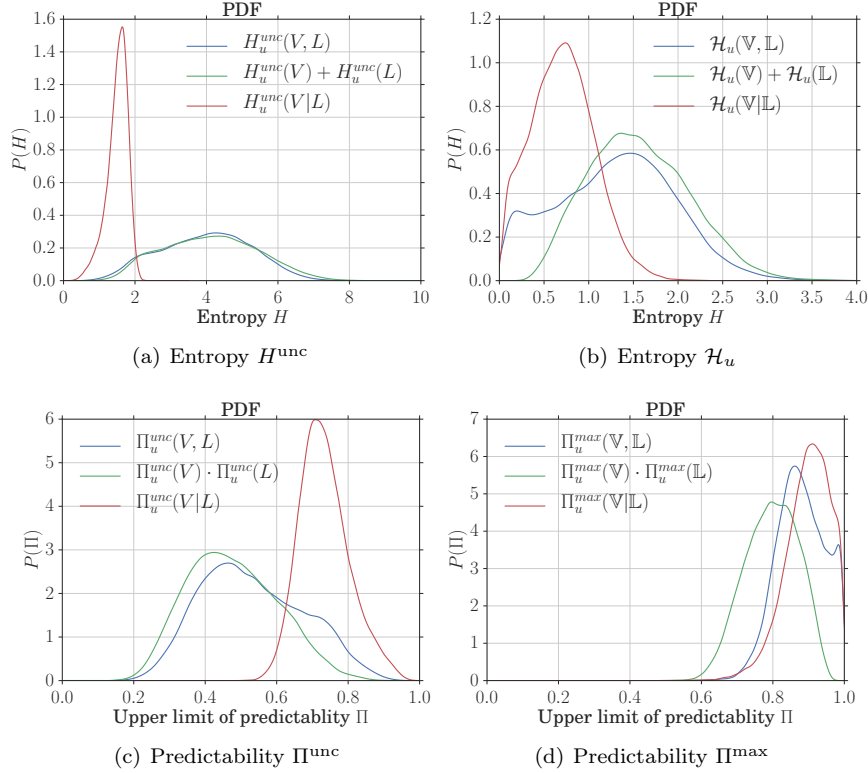 PDF
1.6
1.4
1.2
1.0
0.8
0.6
0.4
0.2
0.0
P(H)
H_u^{unc}(V, L)
H_u^{unc}(V) + H_u^{unc}(L)
H_u^{unc}(V|L)
0 2 4 6 8 10
Entropy H
(a) Entropy H^{unc}
PDF
1.2
1.0
0.8
0.6
0.4
0.2
0.0
P(H)
ℋ_u(𝕍, 𝕃)
ℋ_u(𝕍) + ℋ_u(𝕃)
ℋ_u(𝕍|𝕃)
0.0 0.5 1.0 1.5 2.0 2.5 3.0 3.5 4.0
Entropy H
(b) Entropy ℋ_u
PDF
6
5
4
3
2
1
0
P(Π)
Π_u^{unc}(V, L)
Π_u^{unc}(V) · Π_u^{unc}(L)
Π_u^{unc}(V|L)
0.0 0.2 0.4 0.6 0.8 1.0
Upper limit of predictablity Π
(c) Predictability Π^{unc}
PDF
7
6
5
4
3
2
1
0
P(Π)
Π_u^{max}(𝕍, 𝕃)
Π_u^{max}(𝕍) · Π_u^{max}(𝕃)
Π_u^{max}(𝕍|𝕃)
0.0 0.2 0.4 0.6 0.8 1.0
Upper limit of predictablity Π
(d) Predictability Π^{max}